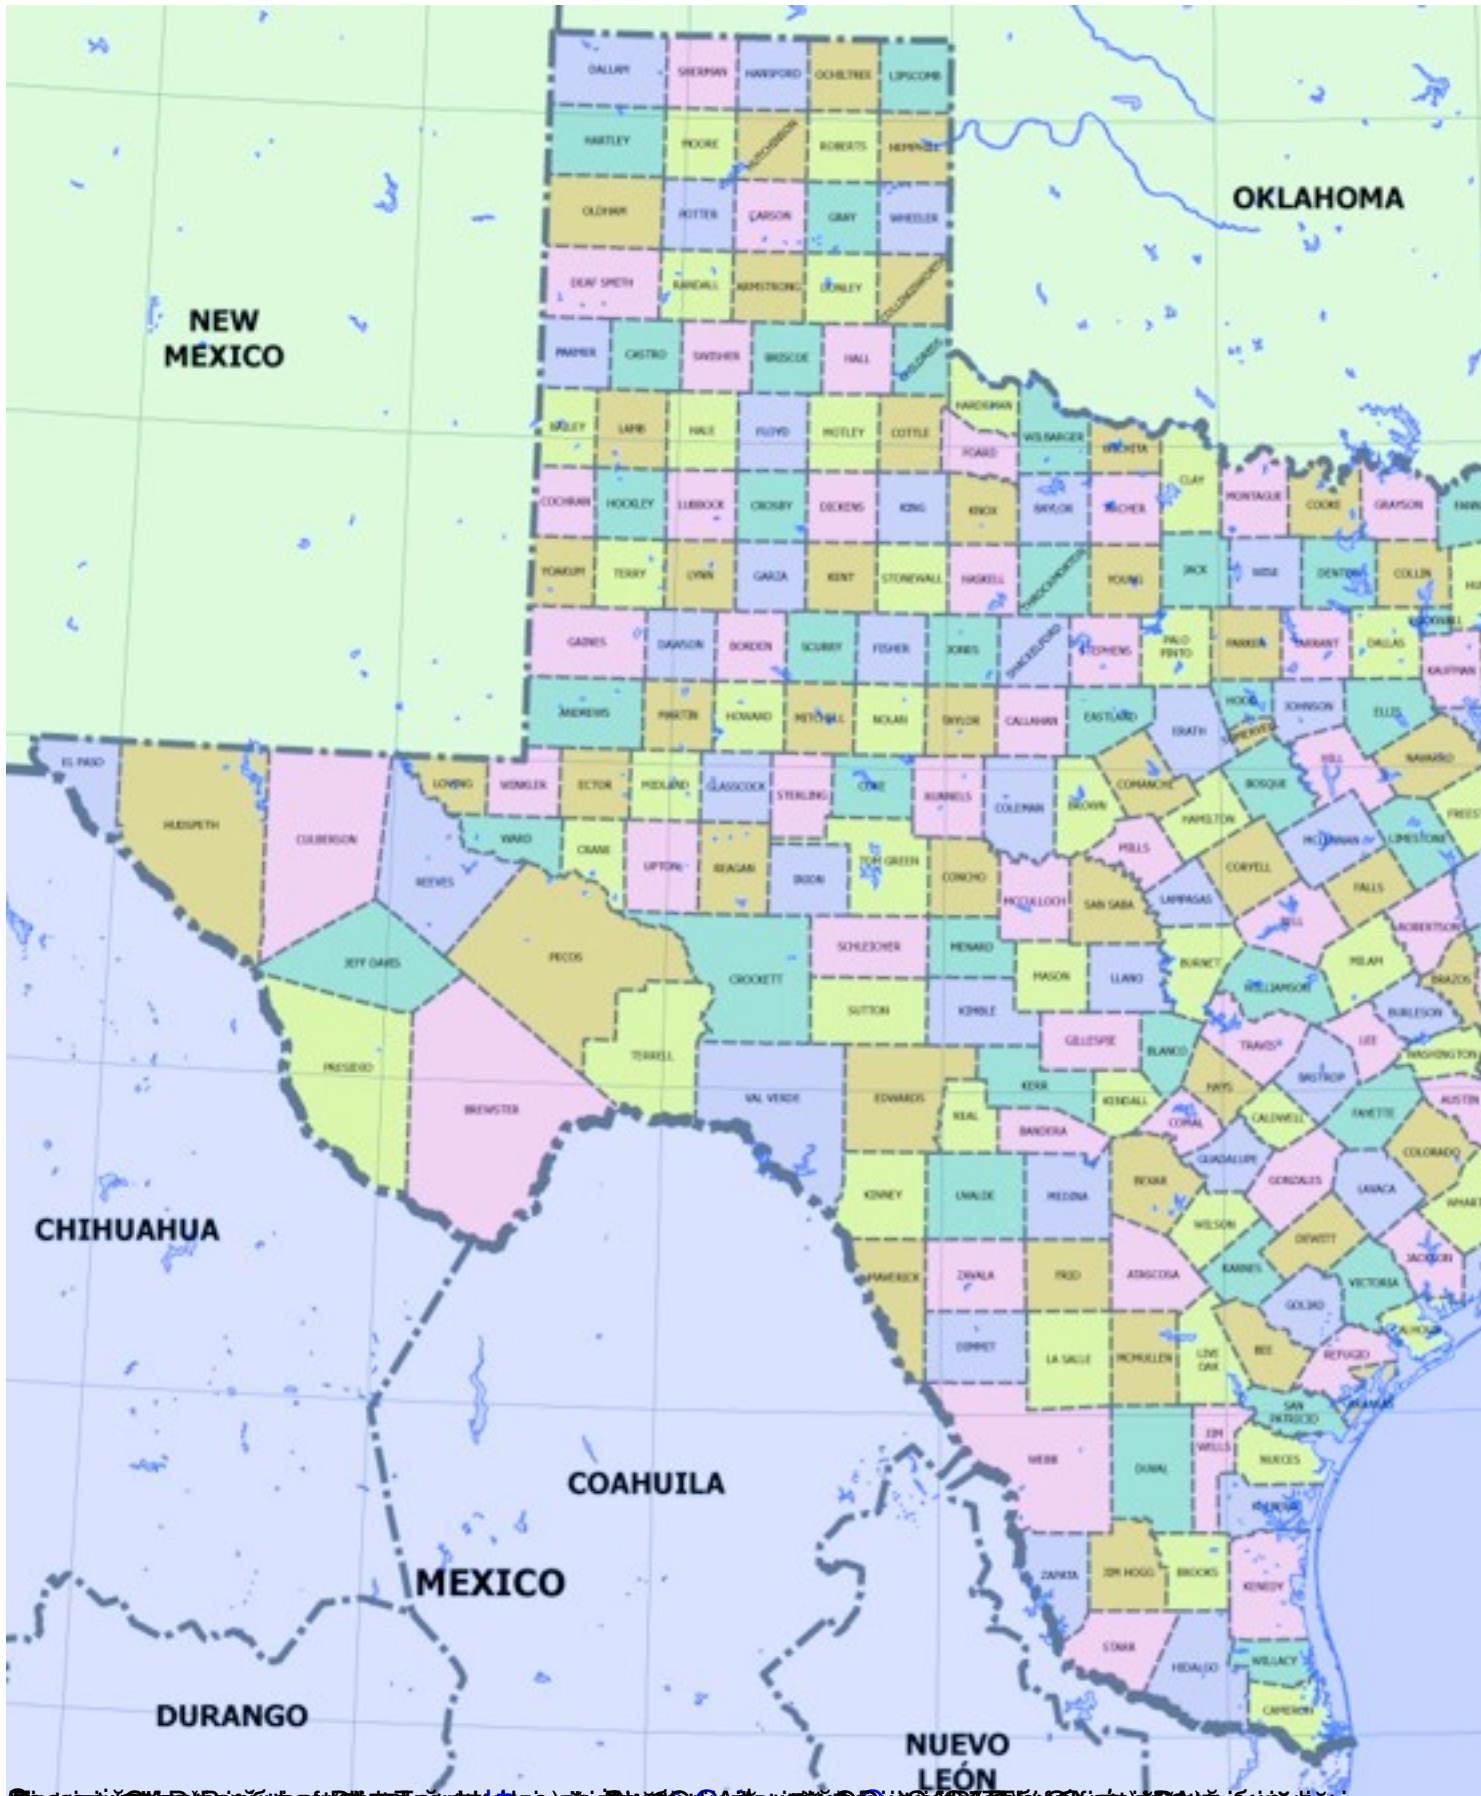 DALLAM SHERMAN HANSFORD OCHILTREE LIPSCOMB
HARTLEY MOORE HUTCHINSON ROBERTS HEMPHILL
OKLAHOMA
OLDHAM POTTER CARSON GRAY WHEELER
DEAF SMITH RANDALL ARMSTRONG DONLEY COLLINGSWORTH
NEW
MEXICO
PARMER CASTRO SWISHER BRISCOE HALL CHILDRESS
HARDEMAN
BAILEY LAMB HALE FLOYD MOTLEY COTTLE FOARD WILBARGER WICHITA
CLAY MONTAGUE COOKE GRAYSON
COCHRAN HOCKLEY LUBBOCK CROSBY DICKENS KING KNOX BAYLOR ARCHER
YOAKUM TERRY LYNN GARZA KENT STONEWALL HASKELL THROCKMORTON YOUNG JACK WISE DENTON COLLIN
ROCKWALL
GAINES DAWSON BORDEN SCURRY FISHER JONES SHACKELFORD STEPHENS PALO PINTO PARKER TARRANT DALLAS KAUFMAN
ANDREWS MARTIN HOWARD MITCHELL NOLAN TAYLOR CALLAHAN EASTLAND ERATH HOOD SOMERVELL JOHNSON ELLIS
EL PASO HUDSPETH CULBERSON REEVES LOVING WINKLER ECTOR MIDLAND GLASSCOCK STERLING COKE RUNNELS COLEMAN BROWN COMANCHE BOSQUE HILL NAVARRO
WARD CRANE UPTON REAGAN IRION TOM GREEN CONCHO MCCULLOCH SAN SABA MILLS HAMILTON CORYELL MCLENNAN LIMESTONE FALLS
JEFF DAVIS PECOS CROCKETT SCHLEICHER MENARD MASON LLANO LAMPASAS BURNET BELL WILLIAMSON MILAM ROBERTSON BRAZOS
SUTTON KIMBLE GILLESPIE BLANCO TRAVIS LEE BURLESON WASHINGTON
PRESIDIO TERRELL
BREWSTER VAL VERDE EDWARDS REAL KERR KENDALL BANDERA COMAL HAYS CALDWELL BASTROP FAYETTE AUSTIN COLORADO
KINNEY UVALDE MEDINA BEXAR GUADALUPE GONZALES LAVACA WILSON
CHIHUAHUA
MAVERICK ZAVALA FRIO ATASCOSA KARNES DEWITT VICTORIA JACKSON GOLIAD
DIMMIT LA SALLE MCMULLEN LIVE OAK BEE REFUGIO CALHOUN
SAN PATRICIO ARANSAS
WEBB DUVAL JIM WELLS NUECES KLEBERG
COAHUILA
MEXICO
ZAPATA JIM HOGG BROOKS KENEDY
STARR HIDALGO WILLACY CAMERON
DURANGO
NUEVO
LEÓN